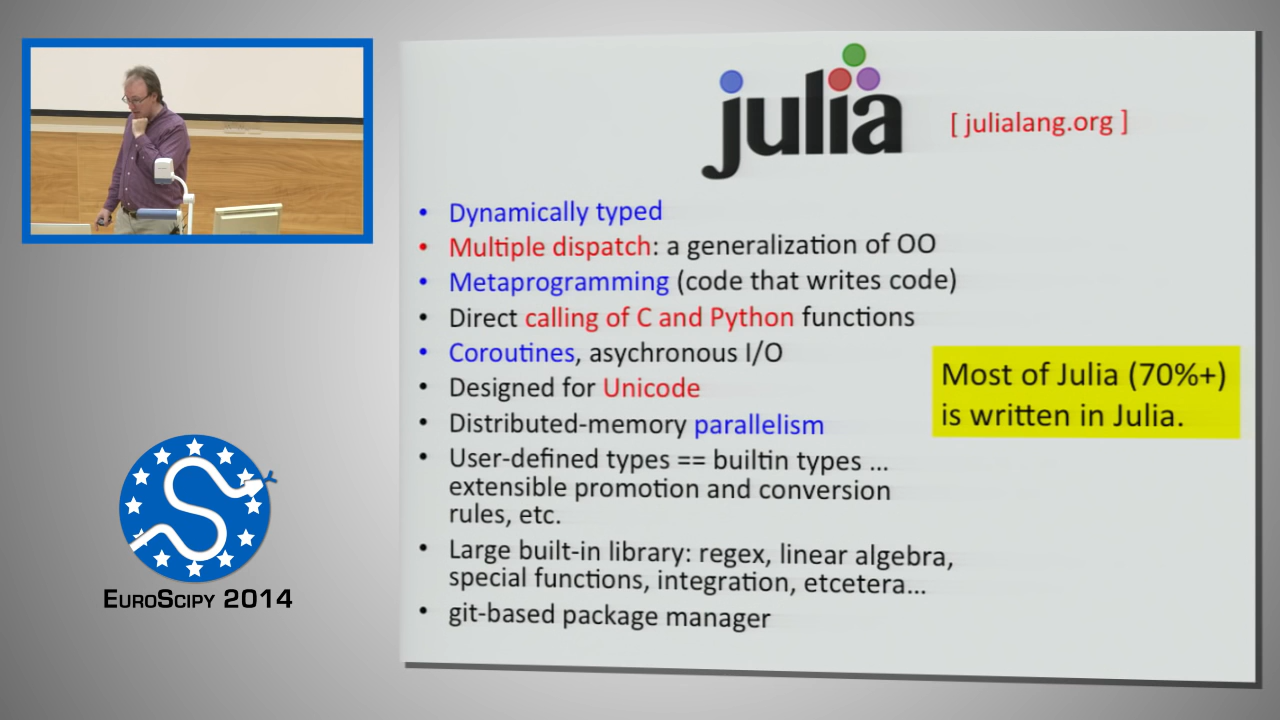 julia
[ julialang.org ]
• Dynamically typed
• Multiple dispatch: a generalization of OO
• Metaprogramming (code that writes code)
• Direct calling of C and Python functions
• Coroutines, asychronous I/O
• Designed for Unicode
• Distributed-memory parallelism
• User-defined types == builtin types ...
extensible promotion and conversion
rules, etc.
• Large built-in library: regex, linear algebra,
special functions, integration, etcetera...
• git-based package manager
Most of Julia (70%+)
is written in Julia.
EUROSCIPY 2014